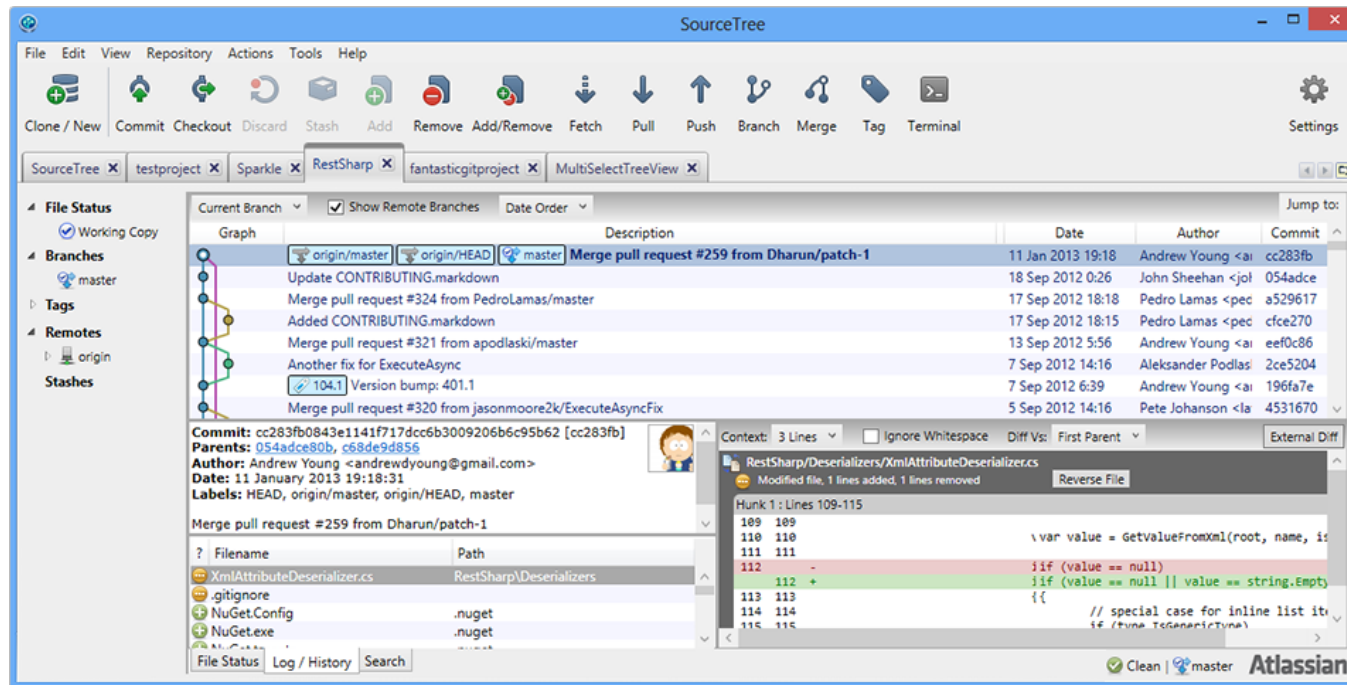 SourceTree
File Edit View Repository Actions Tools Help
Clone / New Commit Checkout Discard Stash Add Remove Add/Remove Fetch Pull Push Branch Merge Tag Terminal Settings
SourceTree testproject Sparkle RestSharp fantasticgitproject MultiSelectTreeView
File Status
Working Copy
Branches
master
Tags
Remotes
origin
Stashes
Current Branch Show Remote Branches Date Order Jump to:
Graph Description Date Author Commit
origin/master origin/HEAD master Merge pull request #259 from Dharun/patch-1 11 Jan 2013 19:18 Andrew Young <a cc283fb
Update CONTRIBUTING.markdown 18 Sep 2012 0:26 John Sheehan <jo 054adce
Merge pull request #324 from PedroLamas/master 17 Sep 2012 18:18 Pedro Lamas <ped a529617
Added CONTRIBUTING.markdown 17 Sep 2012 18:15 Pedro Lamas <ped cfce270
Merge pull request #321 from apodlaski/master 13 Sep 2012 5:56 Andrew Young <a eef0c86
Another fix for ExecuteAsync 7 Sep 2012 14:16 Aleksander Podlas 2ce5204
104.1 Version bump: 401.1 7 Sep 2012 6:39 Andrew Young <a 196fa7e
Merge pull request #320 from jasonmoore2k/ExecuteAsyncFix 5 Sep 2012 14:16 Pete Johanson <la 4531670
Commit: cc283fb0843e1141f717dcc6b3009206b6c95b62 [cc283fb]
Parents: 054adce80b, c68de9d856
Author: Andrew Young <andrewdyoung@gmail.com>
Date: 11 January 2013 19:18:31
Labels: HEAD, origin/master, origin/HEAD, master
Merge pull request #259 from Dharun/patch-1
? Filename Path
XmlAttributeDeserializer.cs RestSharp\Deserializers
.gitignore
NuGet.Config .nuget
NuGet.exe .nuget
Context: 3 Lines Ignore Whitespace Diff Vs: First Parent External Diff
RestSharp/Deserializers/XmlAttributeDeserializer.cs
Modified file, 1 lines added, 1 lines removed Reverse File
Hunk 1 : Lines 109-115
109 109
110 110 \var value = GetValueFromXml(root, name, is
111 111
112 - if (value == null)
112 + if (value == null || value == string.Empty
113 113 {
114 114 // special case for inline list it
115 115 if (type.IsGenericType)
File Status Log / History Search
Clean | master Atlassian